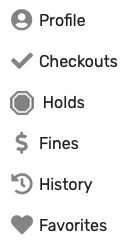 Profile
Checkouts
Holds
Fines
History
Favorites